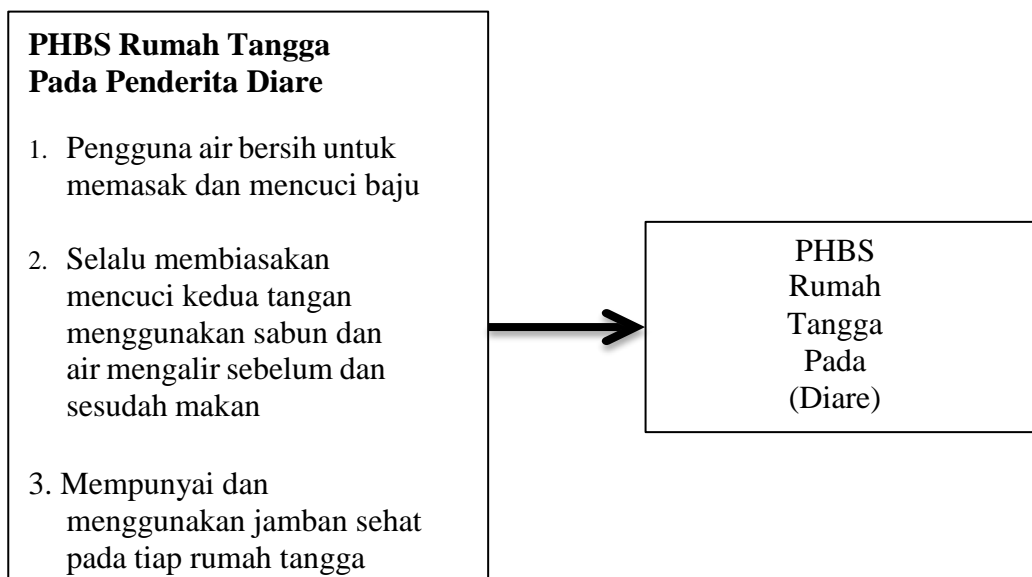 PHBS Rumah Tangga
Pada Penderita Diare
1. Pengguna air bersih untuk
memasak dan mencuci baju
2. Selalu membiasakan
mencuci kedua tangan
menggunakan sabun dan
air mengalir sebelum dan
sesudah makan
3. Mempunyai dan
menggunakan jamban sehat
pada tiap rumah tangga
PHBS
Rumah
Tangga
Pada
(Diare)